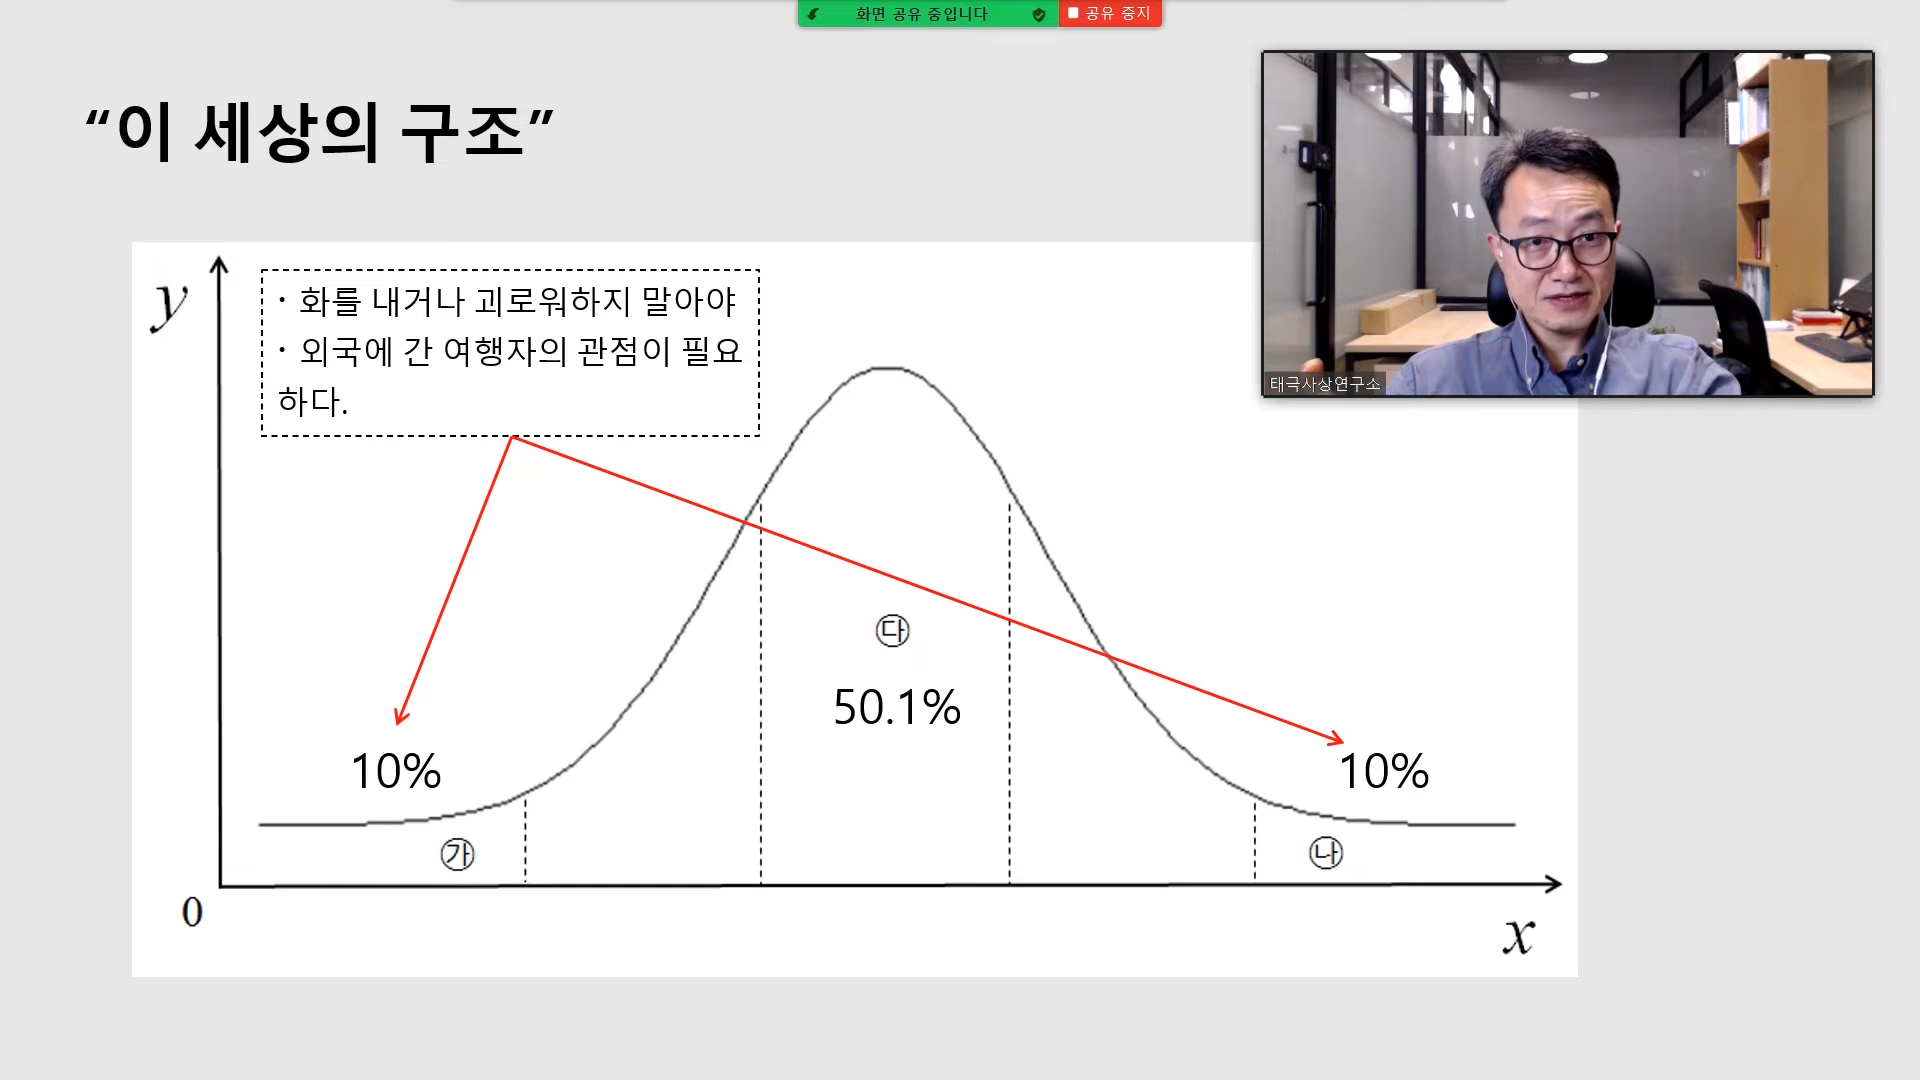 화면 공유 중입니다
공유 중지
“이 세상의 구조”
태극사상연구소
y
· 화를 내거나 괴로워하지 말아야
· 외국에 간 여행자의 관점이 필요
하다.
㉰
50.1%
10%
10%
㉮
㉯
0
x